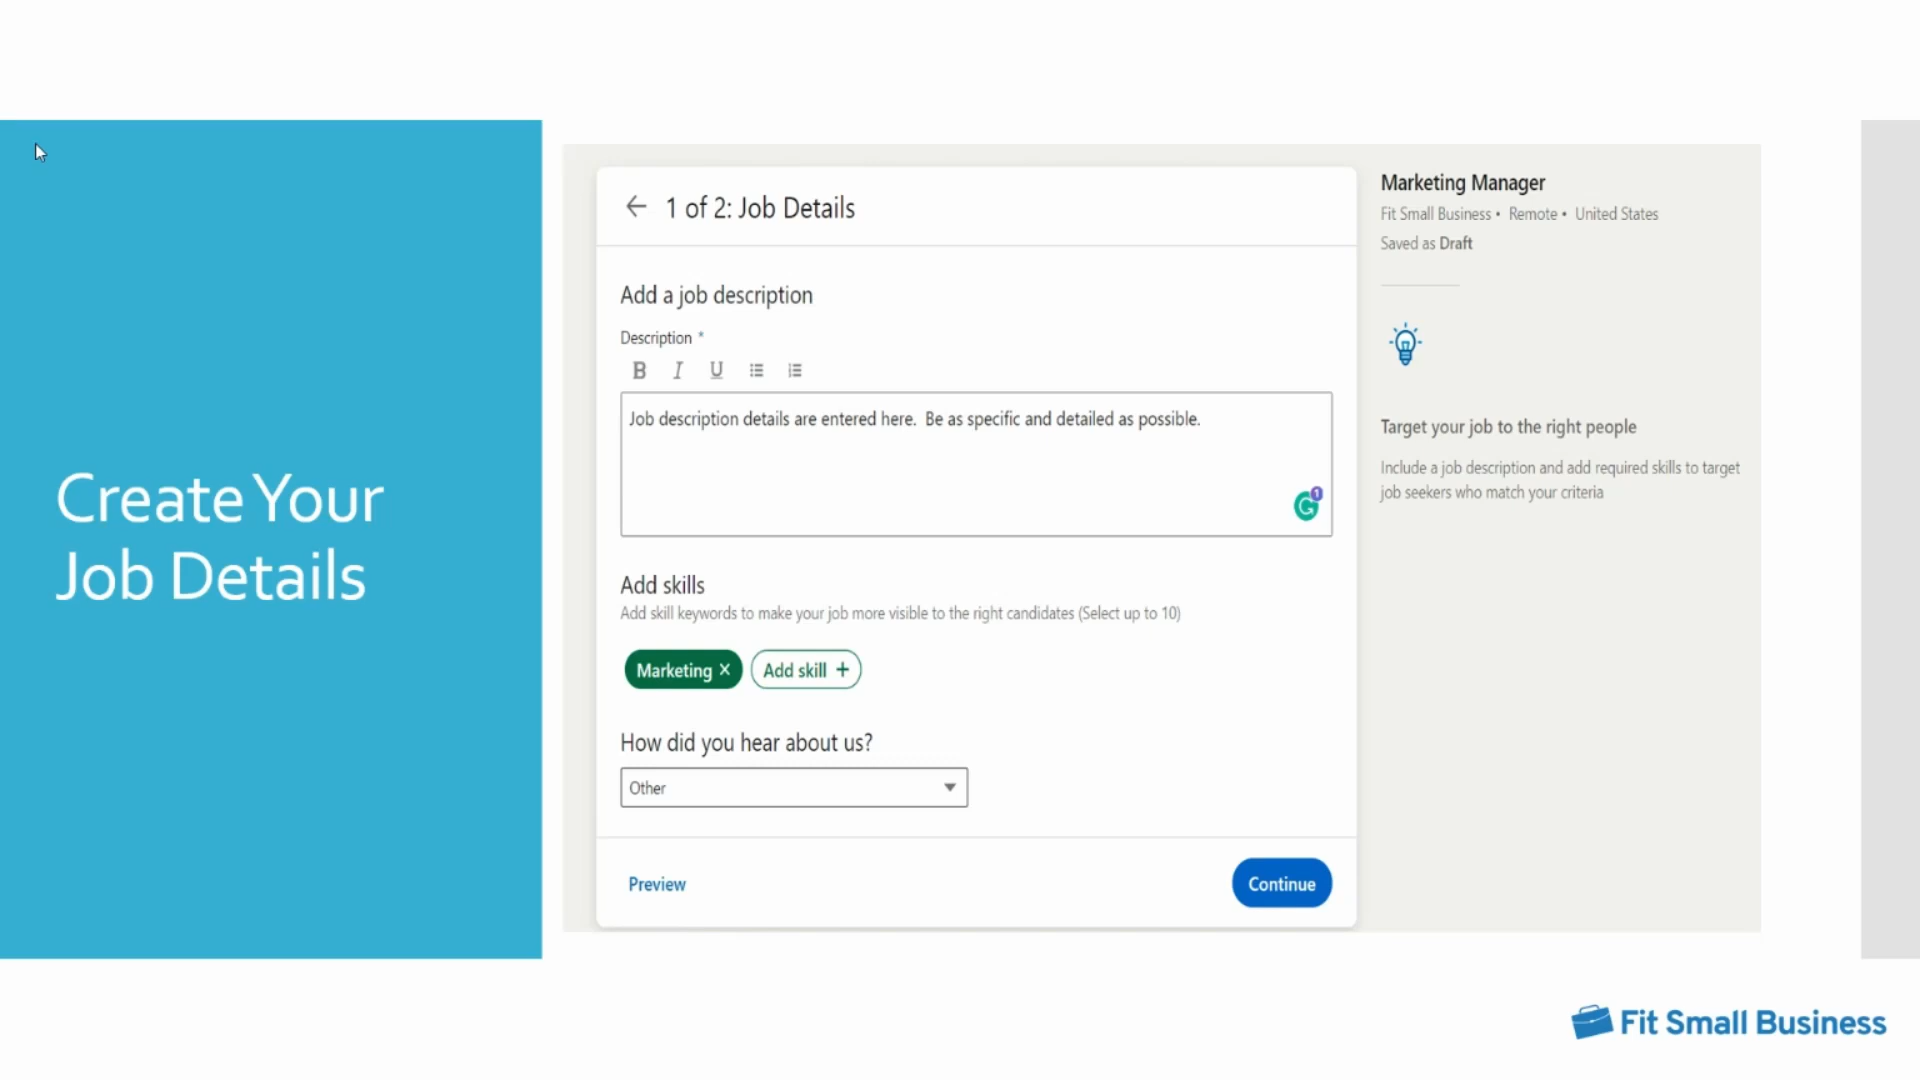 Create Your
Job Details
1 of 2: Job Details
Add a job description
Description *
B I U
Job description details are entered here. Be as specific and detailed as possible.
G 1
Add skills
Add skill keywords to make your job more visible to the right candidates (Select up to 10)
Marketing × Add skill +
How did you hear about us?
Other
Preview
Continue
Marketing Manager
Fit Small Business • Remote • United States
Saved as Draft
Target your job to the right people
Include a job description and add required skills to target
job seekers who match your criteria
Fit Small Business